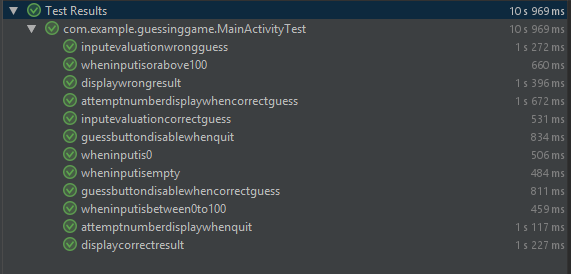 Test Results 10 s 969 ms
com.example.guessinggame.MainActivityTest 10 s 969 ms
inputevaluationwrongguess 1 s 272 ms
wheninputisorabove100 660 ms
displaywrongresult 1 s 396 ms
attemptnumberdisplaywhencorrectguess 1 s 672 ms
inputevaluationcorrectguess 531 ms
guessbuttondisablewhenquit 834 ms
wheninputis0 506 ms
wheninputisempty 484 ms
guessbuttondisablewhencorrectguess 811 ms
wheninputisbetween0to100 459 ms
attemptnumberdisplaywhenquit 1 s 117 ms
displaycorrectresult 1 s 227 ms